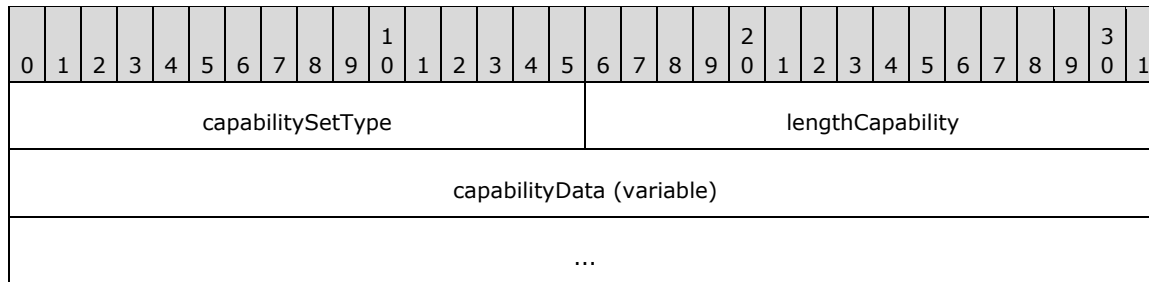 1 2 3
0 1 2 3 4 5 6 7 8 9 0 1 2 3 4 5 6 7 8 9 0 1 2 3 4 5 6 7 8 9 0 1
capabilitySetType lengthCapability
capabilityData (variable)
...